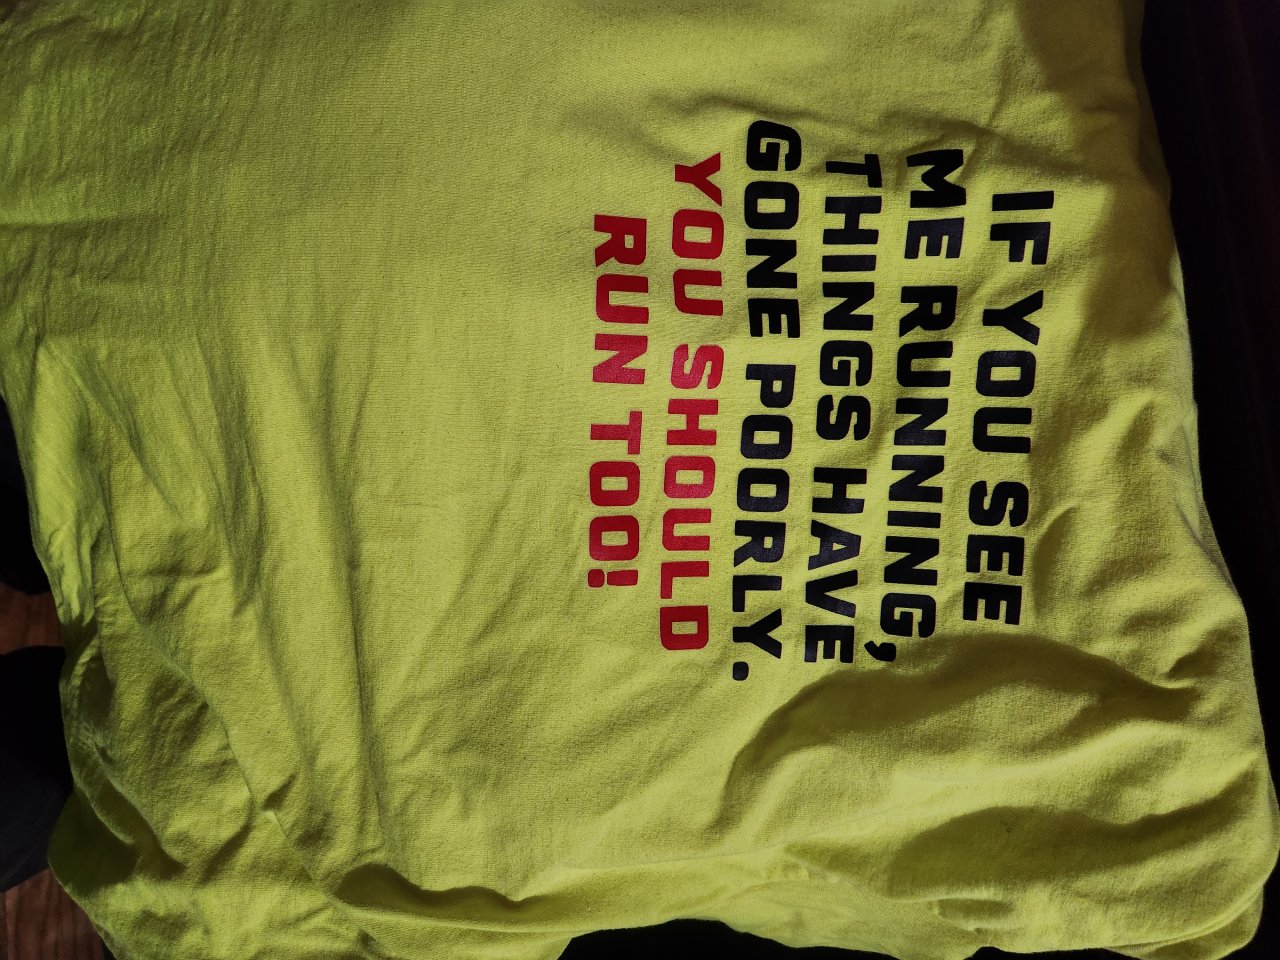 IF YOU SEE
ME RUNNING,
THINGS HAVE
GONE POORLY.
YOU SHOULD
RUN TOO!